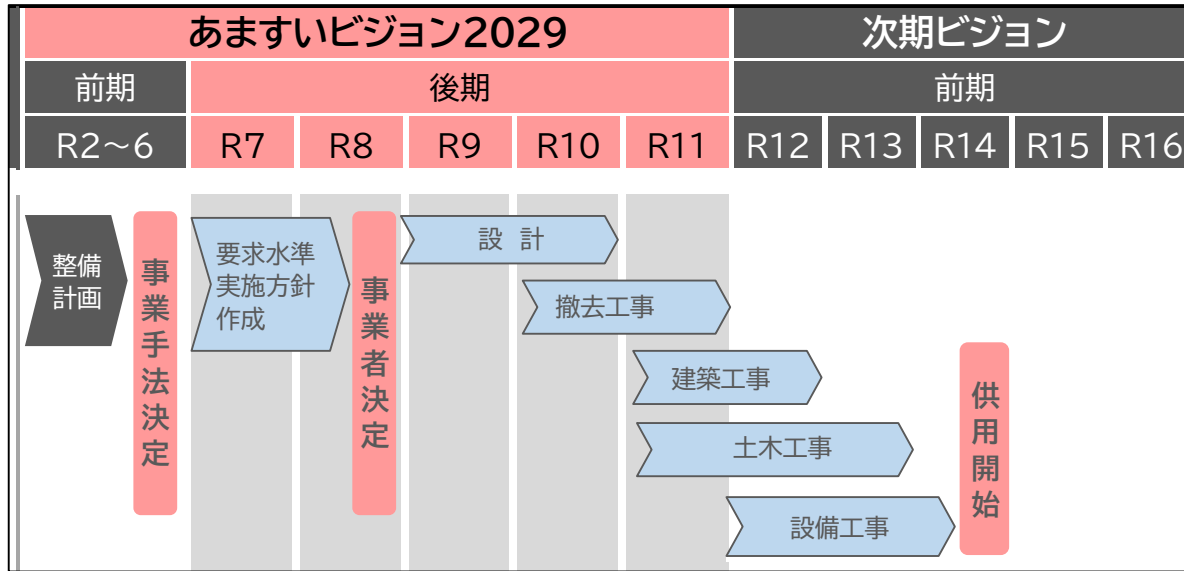 あますいビジョン2029
次期ビジョン
前期
後期
前期
R2~6
R7
R8
R9
R10
R11
R12
R13
R14
R15
R16
整備
計画
事業手法決定
要求水準
実施方針
作成
事業者決定
設 計
撤去工事
建築工事
土木工事
設備工事
供用開始